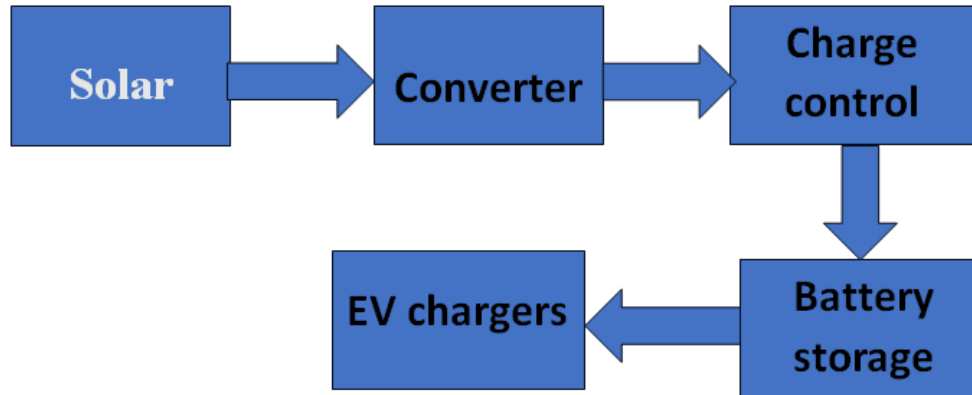 Solar
Converter
Charge
control
EV chargers
Battery
storage